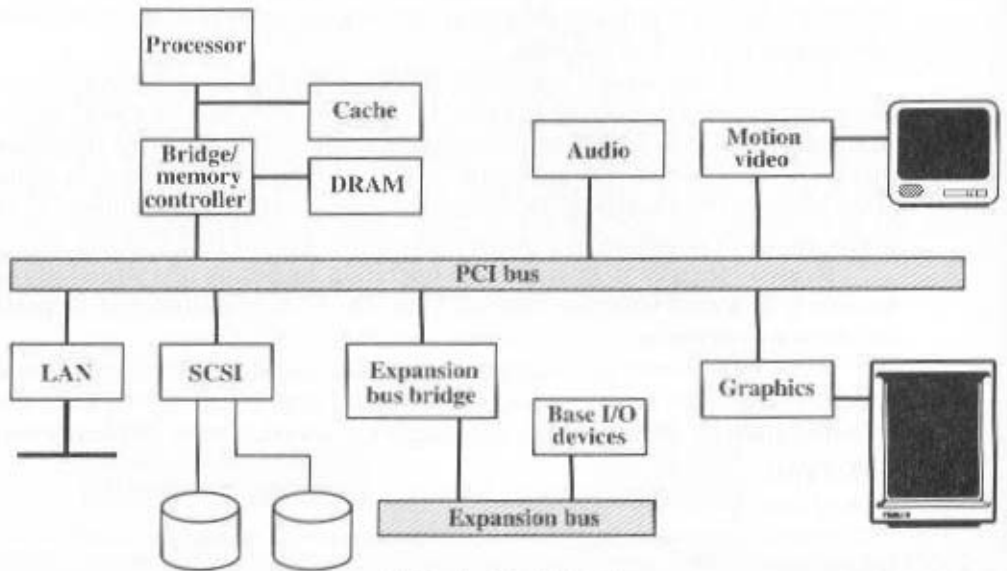 Processor
Cache
Bridge/
memory
controller
DRAM
Audio
Motion
video
PCI bus
LAN
SCSI
Expansion
bus bridge
Base I/O
devices
Graphics
Expansion bus